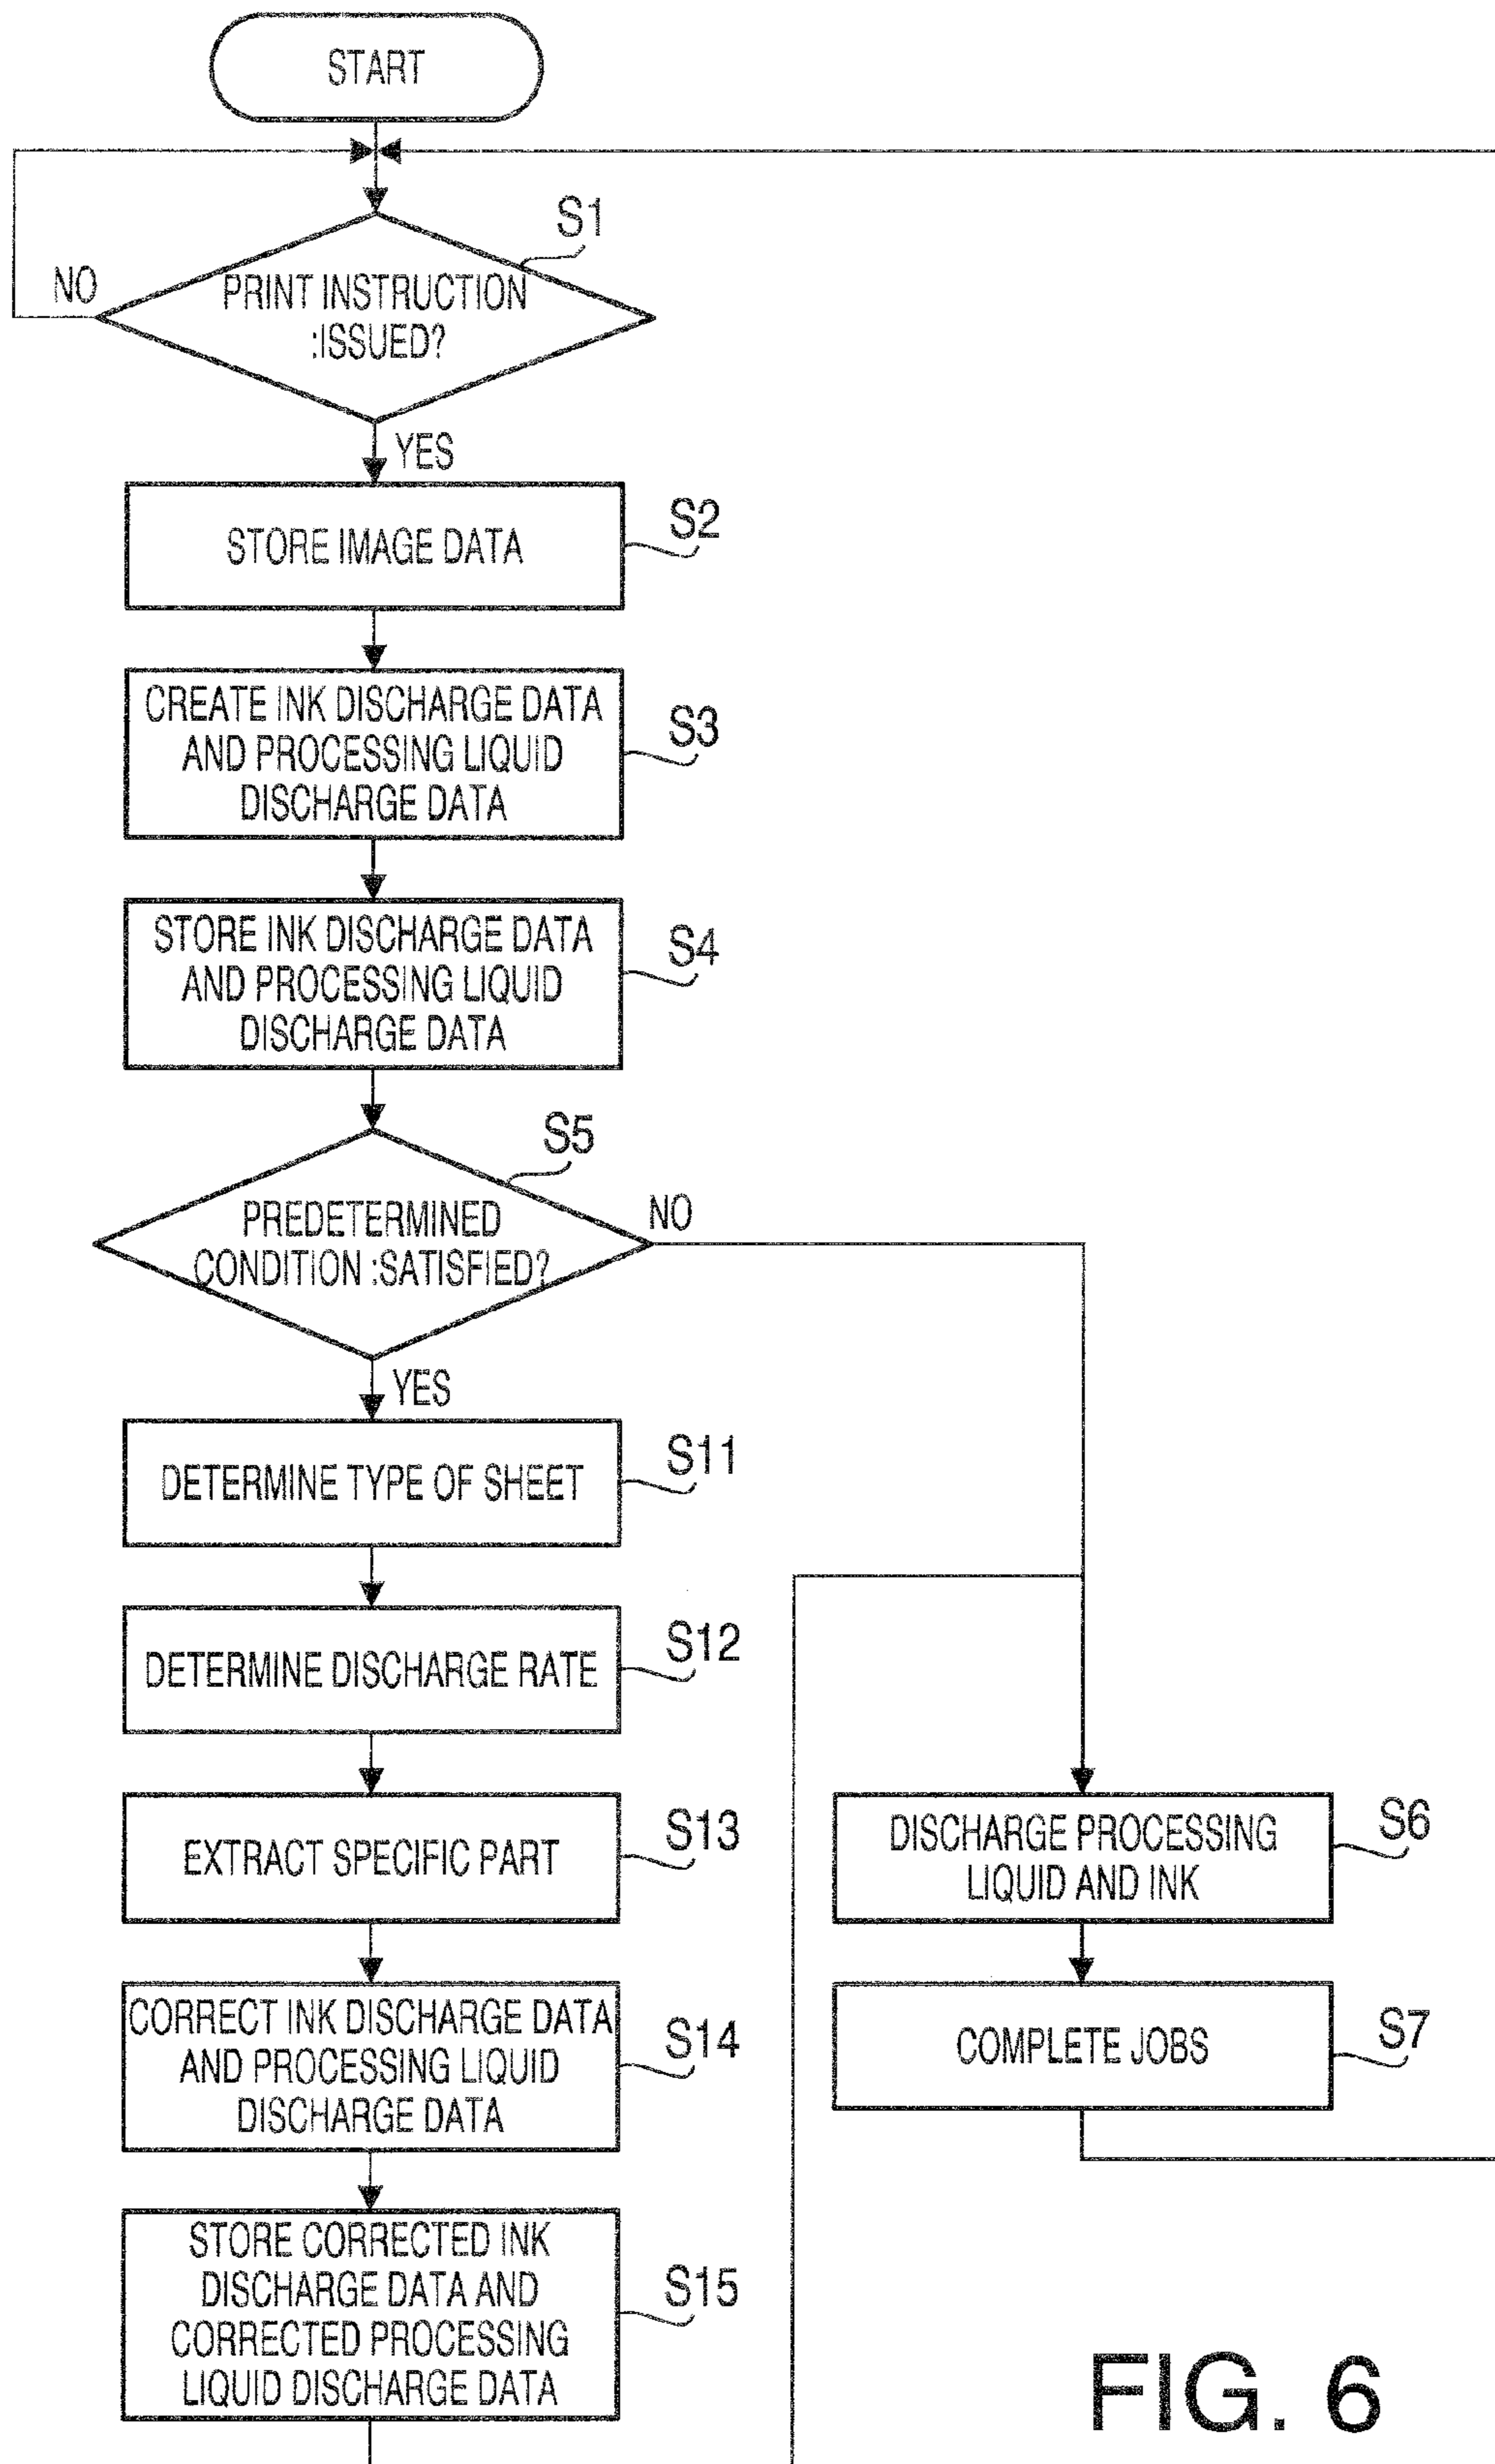 START
S1
NO
PRINT INSTRUCTION
:ISSUED?
YES
STORE IMAGE DATA
S2
CREATE INK DISCHARGE DATA
AND PROCESSING LIQUID
DISCHARGE DATA
S3
STORE INK DISCHARGE DATA
AND PROCESSING LIQUID
DISCHARGE DATA
S4
S5
PREDETERMINED
CONDITION :SATISFIED?
NO
YES
DETERMINE TYPE OF SHEET
S11
DETERMINE DISCHARGE RATE
S12
EXTRACT SPECIFIC PART
S13
CORRECT INK DISCHARGE DATA
AND PROCESSING LIQUID
DISCHARGE DATA
S14
STORE CORRECTED INK
DISCHARGE DATA AND
CORRECTED PROCESSING
LIQUID DISCHARGE DATA
S15
DISCHARGE PROCESSING
LIQUID AND INK
S6
COMPLETE JOBS
S7
FIG. 6